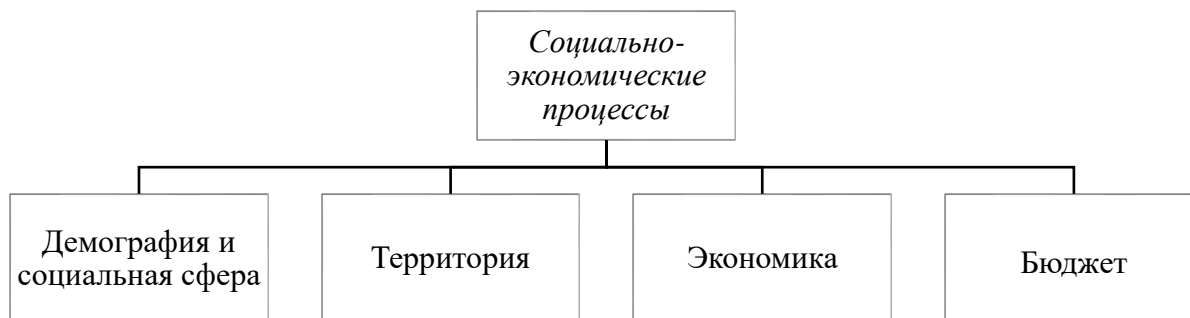 Социально-
экономические
процессы
Демография и
социальная сфера
Территория
Экономика
Бюджет